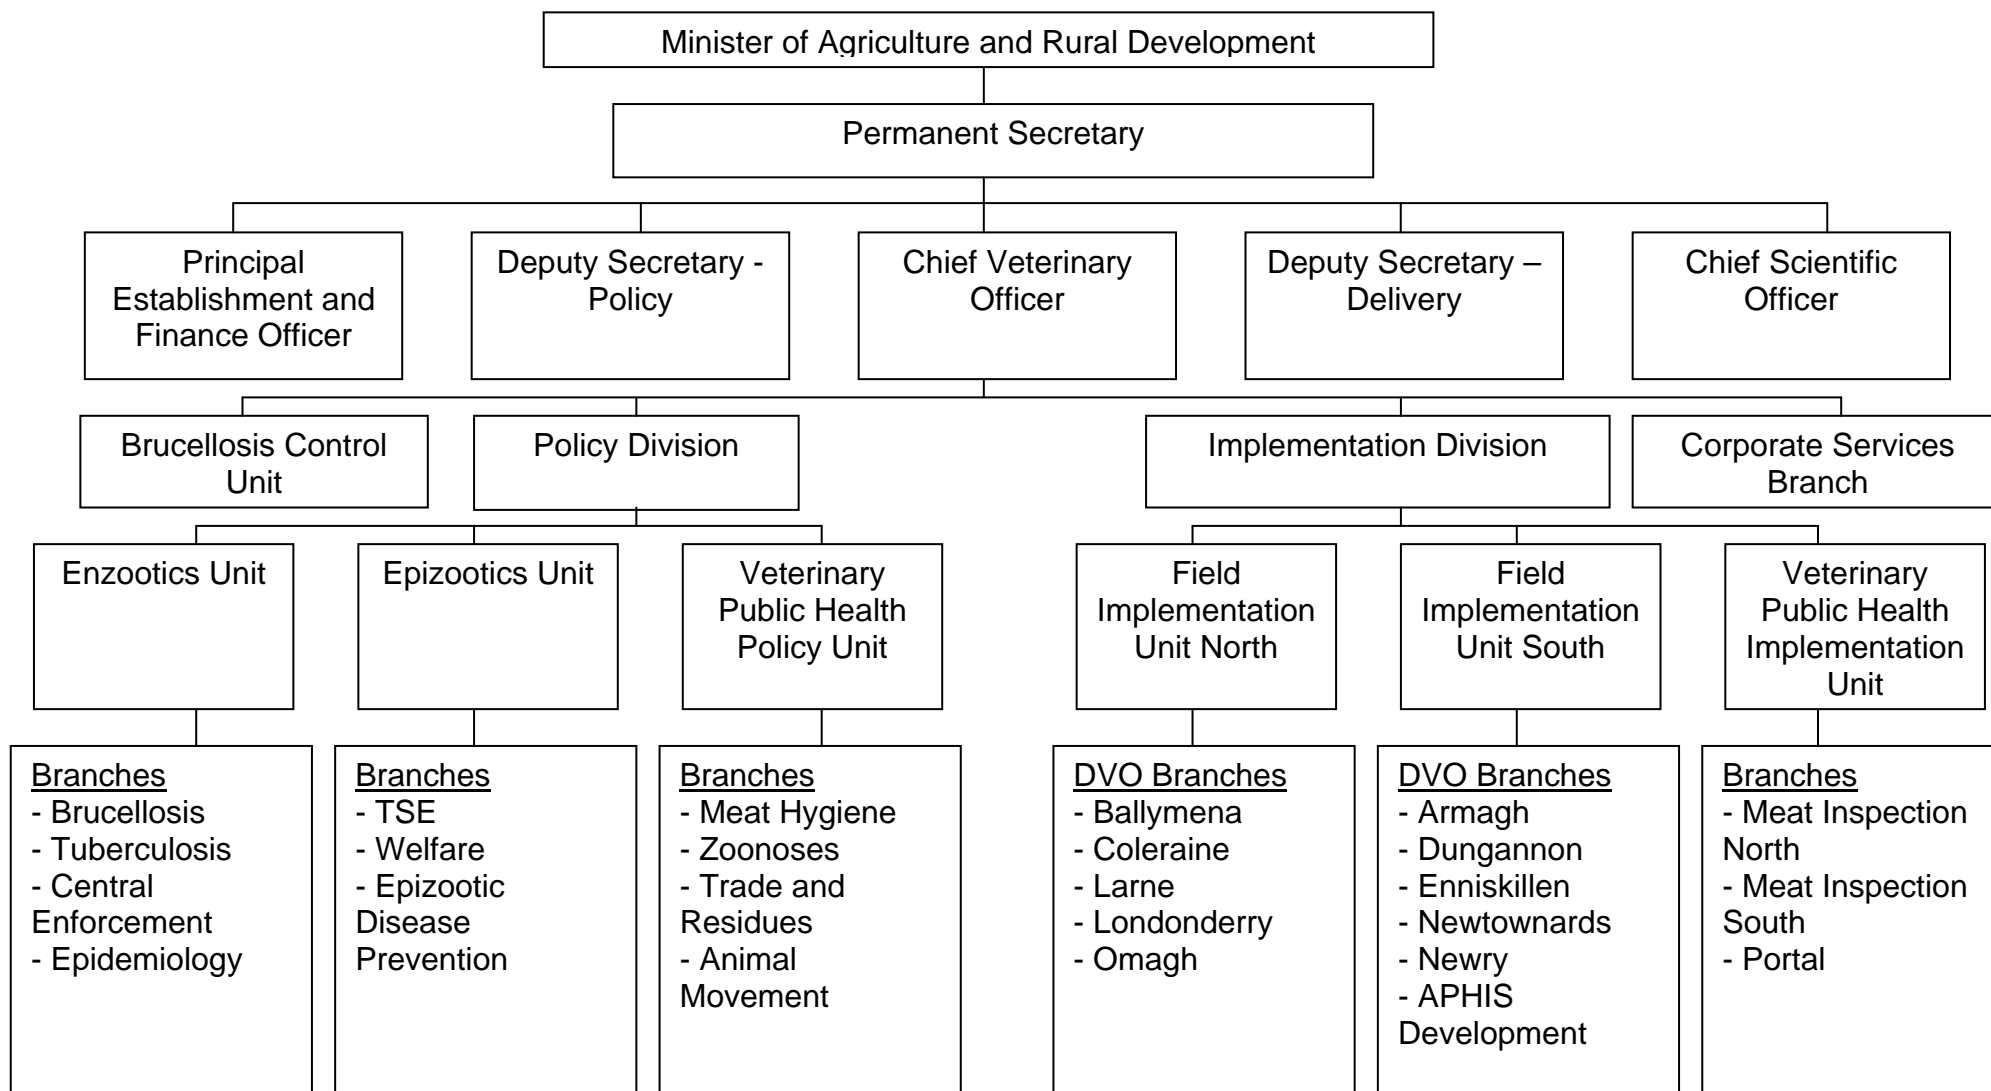 Minister of Agriculture and Rural Development
Permanent Secretary
Principal
Establishment and
Finance Officer
Deputy Secretary -
Policy
Chief Veterinary
Officer
Deputy Secretary –
Delivery
Chief Scientific
Officer
Brucellosis Control
Unit
Policy Division
Implementation Division
Corporate Services
Branch
Enzootics Unit
Epizootics Unit
Veterinary
Public Health
Policy Unit
Field
Implementation
Unit North
Field
Implementation
Unit South
Veterinary
Public Health
Implementation
Unit
Branches
- Brucellosis
- Tuberculosis
- Central
Enforcement
- Epidemiology
Branches
- TSE
- Welfare
- Epizootic
Disease
Prevention
Branches
- Meat Hygiene
- Zoonoses
- Trade and
Residues
- Animal
Movement
DVO Branches
- Ballymena
- Coleraine
- Larne
- Londonderry
- Omagh
DVO Branches
- Armagh
- Dungannon
- Enniskillen
- Newtownards
- Newry
- APHIS
Development
Branches
- Meat Inspection
North
- Meat Inspection
South
- Portal